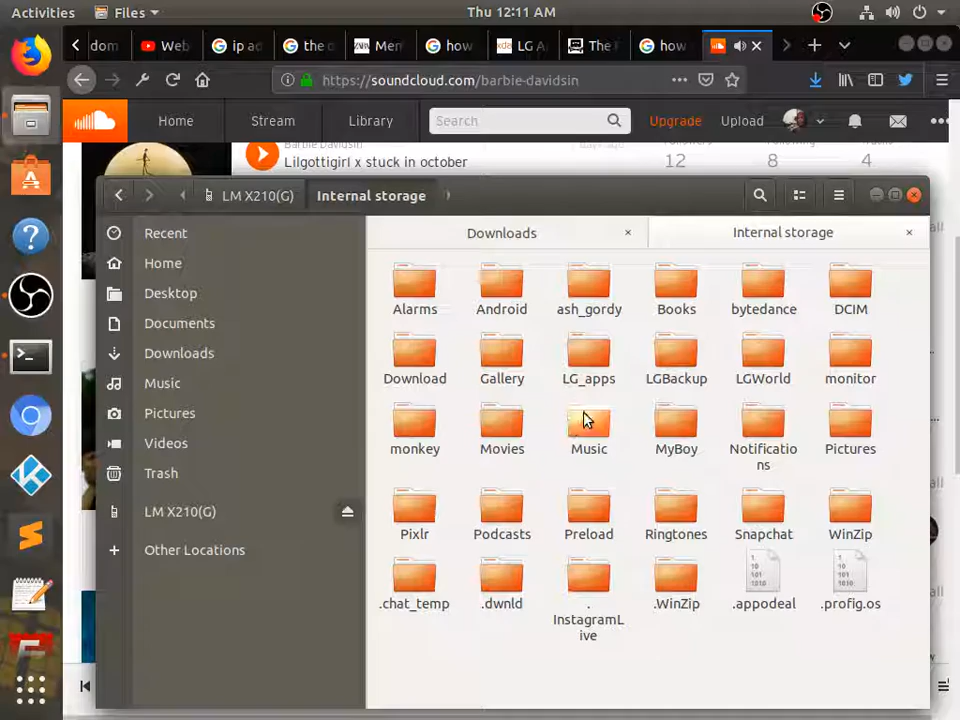 Activities Files Thu 12:11 AM
dom Web ip ad the d Men how LG A The how
https://soundcloud.com/barbie-davidsin
Home Stream Library Search Upgrade Upload
Barbie Davidsin
Lilgottigirl x stuck in october
12 8 4
LM X210(G) Internal storage
Downloads Internal storage
Recent
Home
Desktop
Documents
Downloads
Music
Pictures
Videos
Trash
LM X210(G)
Other Locations
Alarms Android ash_gordy Books bytedance DCIM
Download Gallery LG_apps LGBackup LGWorld monitor
monkey Movies Music MyBoy Notificatio
ns Pictures
Pixlr Podcasts Preload Ringtones Snapchat WinZip
.chat_temp .dwnld .
InstagramL
ive .WinZip .appodeal .profig.os